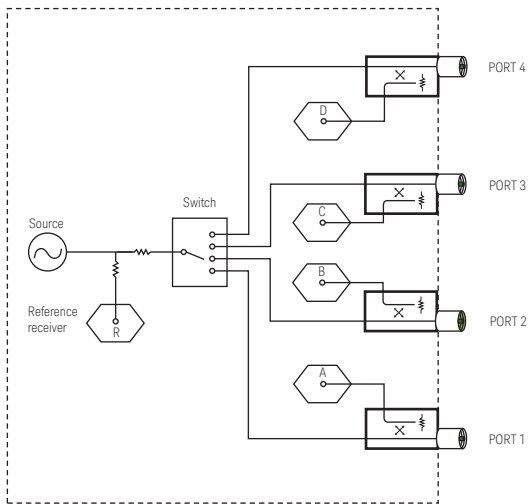 PORT 4
D
PORT 3
Switch
C
Source
B
Reference
receiver
R
PORT 2
A
PORT 1